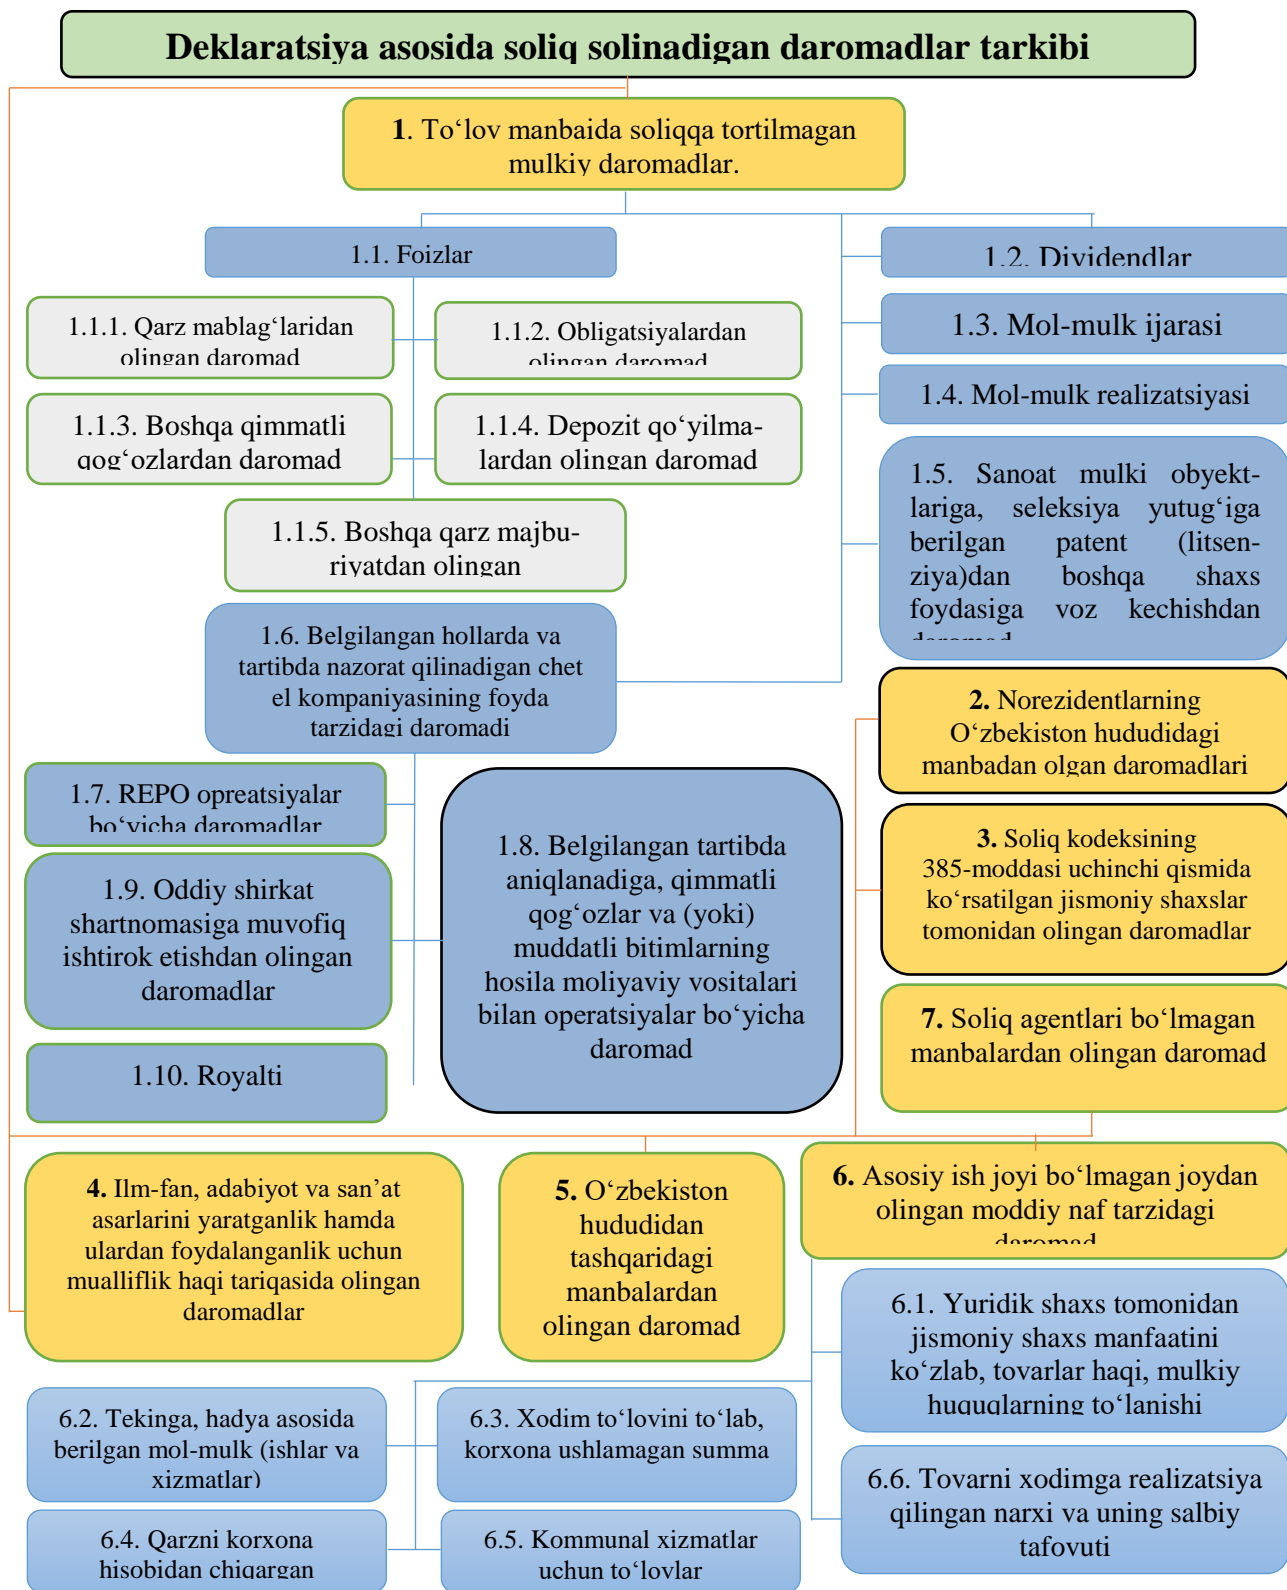 Deklaratsiya asosida soliq solinadigan daromadlar tarkibi
1. To‘lov manbaida soliqqa tortilmagan
mulkiy daromadlar.
1.1. Foizlar
1.2. Dividendlar
1.1.1. Qarz mablag‘laridan
olingan daromad
1.1.2. Obligatsiyalardan
olingan daromad
1.3. Mol-mulk ijarasi
1.4. Mol-mulk realizatsiyasi
1.1.3. Boshqa qimmatli
qog‘ozlardan daromad
1.1.4. Depozit qo‘yilma-
lardan olingan daromad
1.5. Sanoat mulki obyekt-
lariga, seleksiya yutug‘iga
berilgan patent (litsen-
ziya)dan boshqa shaxs
foydasiga voz kechishdan
daromad
1.1.5. Boshqa qarz majbu-
riyatdan olingan
1.6. Belgilangan hollarda va
tartibda nazorat qilinadigan chet
el kompaniyasining foyda
tarzidagi daromadi
2. Norezidentlarning
O‘zbekiston hududidagi
manbadan olgan daromadlari
1.7. REPO opreatsiyalar
bo‘yicha daromadlar
1.8. Belgilangan tartibda
aniqlanadiga, qimmatli
qog‘ozlar va (yoki)
muddatli bitimlarning
hosila moliyaviy vositalari
bilan operatsiyalar bo‘yicha
daromad
3. Soliq kodeksining
385-moddasi uchinchi qismida
ko‘rsatilgan jismoniy shaxslar
tomonidan olingan daromadlar
1.9. Oddiy shirkat
shartnomasiga muvofiq
ishtirok etishdan olingan
daromadlar
7. Soliq agentlari bo‘lmagan
manbalardan olingan daromad
1.10. Royalti
4. Ilm-fan, adabiyot va san’at
asarlarini yaratganlik hamda
ulardan foydalanganlik uchun
mualliflik haqi tariqasida olingan
daromadlar
5. O‘zbekiston
hududidan
tashqaridagi
manbalardan
olingan daromad
6. Asosiy ish joyi bo‘lmagan joydan
olingan moddiy naf tarzidagi
daromad
6.1. Yuridik shaxs tomonidan
jismoniy shaxs manfaatini
ko‘zlab, tovarlar haqi, mulkiy
huquqlarning to‘lanishi
6.2. Tekinga, hadya asosida
berilgan mol-mulk (ishlar va
xizmatlar)
6.3. Xodim to‘lovini to‘lab,
korxona ushlamagan summa
6.6. Tovarni xodimga realizatsiya
qilingan narxi va uning salbiy
tafovuti
6.4. Qarzni korxona
hisobidan chiqargan
6.5. Kommunal xizmatlar
uchun to‘lovlar